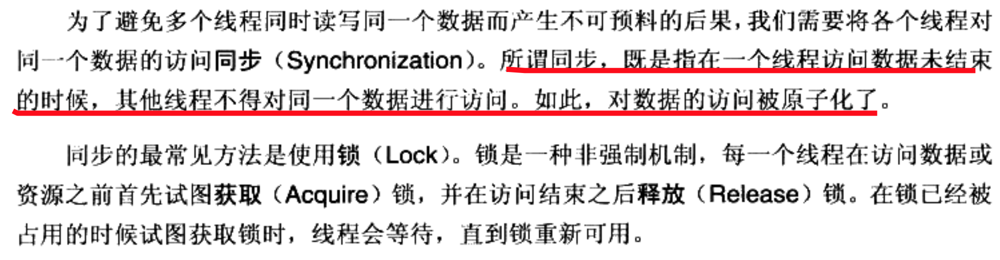 为了避免多个线程同时读写同一个数据而产生不可预料的后果，我们需要将各个线程对
同一个数据的访问同步（Synchronization）。所谓同步，既是指在一个线程访问数据未结束
的时候，其他线程不得对同一个数据进行访问。如此，对数据的访问被原子化了。
同步的最常见方法是使用锁（Lock）。锁是一种非强制机制，每一个线程在访问数据或
资源之前首先试图获取（Acquire）锁，并在访问结束之后释放（Release）锁。在锁已经被
占用的时候试图获取锁时，线程会等待，直到锁重新可用。